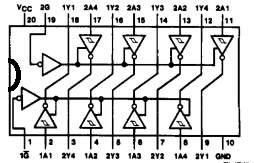 VCC 2G 1Y1 2A4 1Y2 2A3 1Y3 2A2 1Y4 2A1
20 19 18 17 16 15 14 13 12 11
1 2 3 4 5 6 7 8 9 10
1G 1A1 2Y4 1A2 2Y3 1A3 2Y2 1A4 2Y1 GND